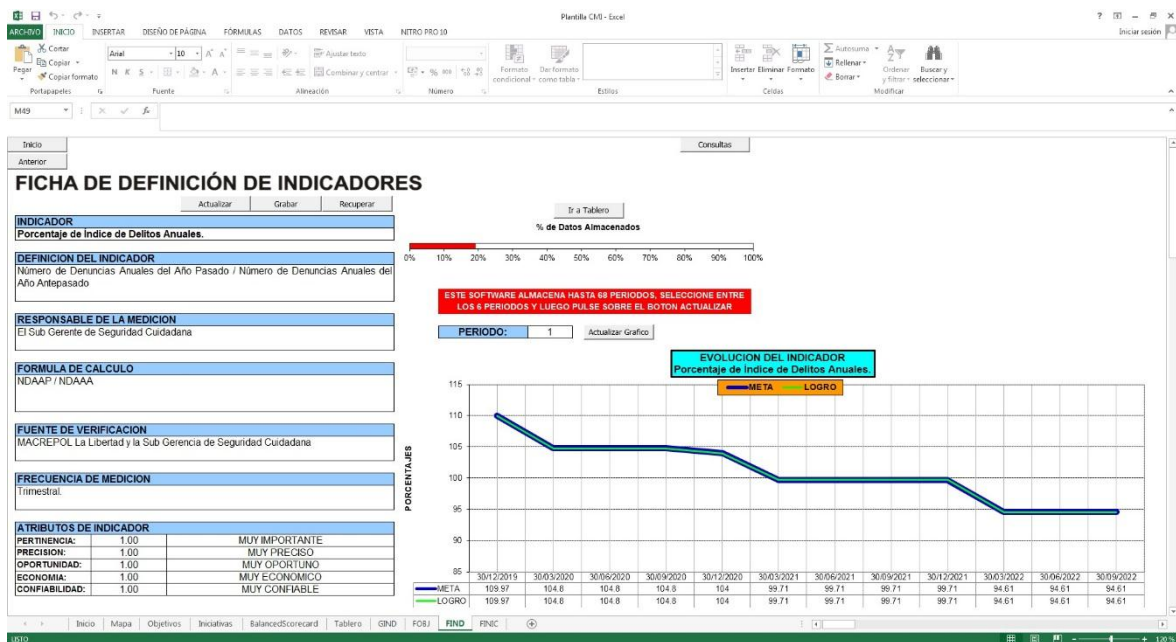 Plantilla CMI - Excel
Iniciar sesión
ARCHIVO INICIO INSERTAR DISEÑO DE PÁGINA FÓRMULAS DATOS REVISAR VISTA NITRO PRO 10
Pegar
Cortar
Copiar
Copiar formato
Portapapeles
Arial 10
N K S
Fuente
Ajustar texto
Combinar y centrar
Alineación
% 000
Número
Formato condicional
Dar formato como tabla
Estilos
Insertar Eliminar Formato
Celdas
Autosuma
Rellenar
Borrar
Ordenar y filtrar
Buscar y seleccionar
Modificar
M49
fx
Inicio
Anterior
Consultas
FICHA DE DEFINICIÓN DE INDICADORES
Actualizar Grabar Recuperar
INDICADOR
Porcentaje de Índice de Delitos Anuales.
DEFINICION DEL INDICADOR
Número de Denuncias Anuales del Año Pasado / Número de Denuncias Anuales del
Año Antepasado
RESPONSABLE DE LA MEDICION
El Sub Gerente de Seguridad Cuidadana
FORMULA DE CALCULO
NDAAP / NDAAA
FUENTE DE VERIFICACION
MACREPOL La Libertad y la Sub Gerencia de Seguridad Cuidadana
FRECUENCIA DE MEDICION
Trimestral.
ATRIBUTOS DE INDICADOR
PERTINENCIA: 1.00 MUY IMPORTANTE
PRECISION: 1.00 MUY PRECISO
OPORTUNIDAD: 1.00 MUY OPORTUNO
ECONOMIA: 1.00 MUY ECONOMICO
CONFIABILIDAD: 1.00 MUY CONFIABLE
Ir a Tablero
% de Datos Almacenados
0% 10% 20% 30% 40% 50% 60% 70% 80% 90% 100%
ESTE SOFTWARE ALMACENA HASTA 68 PERIODOS, SELECCIONE ENTRE
LOS 6 PERIODOS Y LUEGO PULSE SOBRE EL BOTON ACTUALIZAR
PERIODO: 1 Actualizar Grafico
EVOLUCION DEL INDICADOR
Porcentaje de Índice de Delitos Anuales.
META LOGRO
PORCENTAJES
115
110
105
100
95
90
85
30/12/2019 30/03/2020 30/06/2020 30/09/2020 30/12/2020 30/03/2021 30/06/2021 30/09/2021 30/12/2021 30/03/2022 30/06/2022 30/09/2022
META 109.97 104.8 104.8 104.8 104 99.71 99.71 99.71 99.71 94.61 94.61 94.61
LOGRO 109.97 104.8 104.8 104.8 104 99.71 99.71 99.71 99.71 94.61 94.61 94.61
Inicio Mapa Objetivos Iniciativas BalancedScorecard Tablero GIND FOBJ FIND FINIC
LISTO
120%